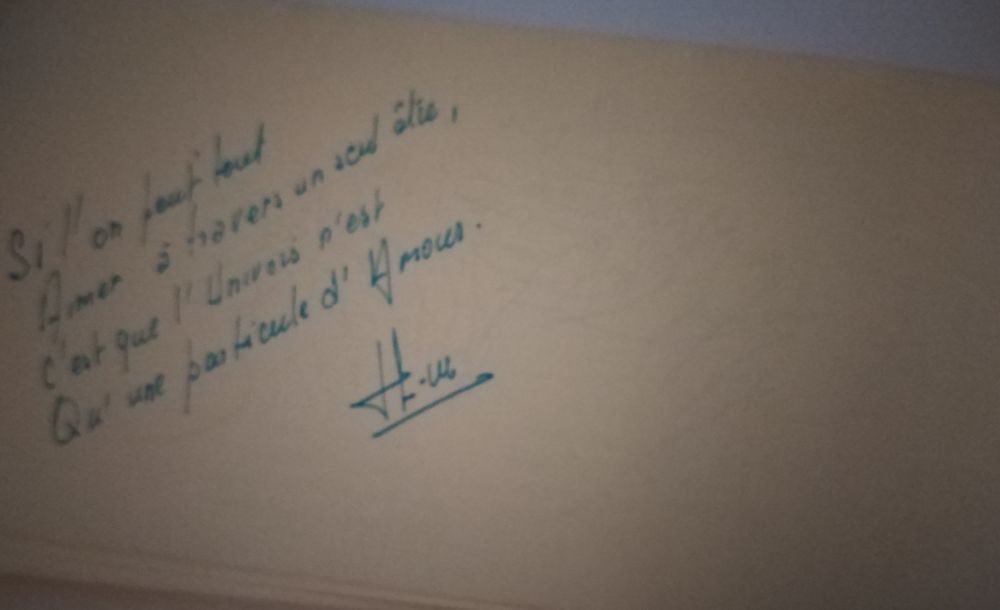 Si l'on peut tout
Aimer à travers un seul être,
C'est que l'Univers n'est
Qu'une particule d'Amour.